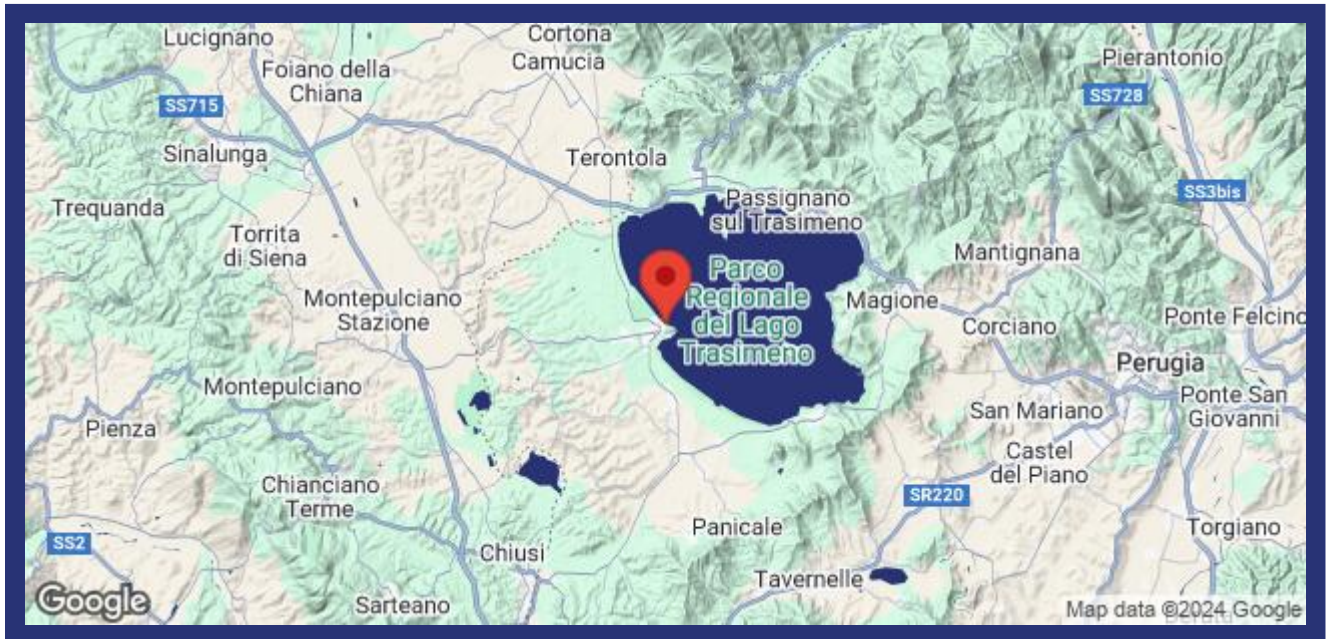 Lucignano
Cortona
Camucia
Pierantonio
Foiano della
Chiana
SS715
SS728
Sinalunga
Terontola
SS3bis
Trequanda
Passignano
sul Trasimeno
Torrita
di Siena
Mantignana
Parco
Regionale
del Lago
Trasimeno
Montepulciano
Stazione
Magione
Corciano
Ponte Felcino
Perugia
Montepulciano
Ponte San
Giovanni
Pienza
San Mariano
Castel
del Piano
Chianciano
Terme
SR220
SS2
Panicale
Torgiano
Chiusi
Tavernelle
Google
Sarteano
Map data ©2024 Google